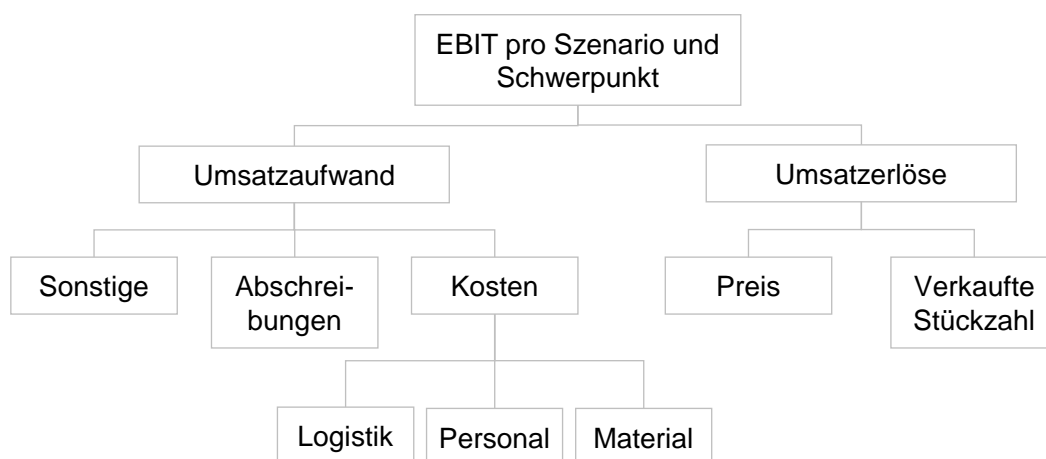 EBIT pro Szenario und
Schwerpunkt
Umsatzaufwand
Umsatzerlöse
Sonstige
Abschrei-
bungen
Kosten
Preis
Verkaufte
Stückzahl
Logistik
Personal
Material